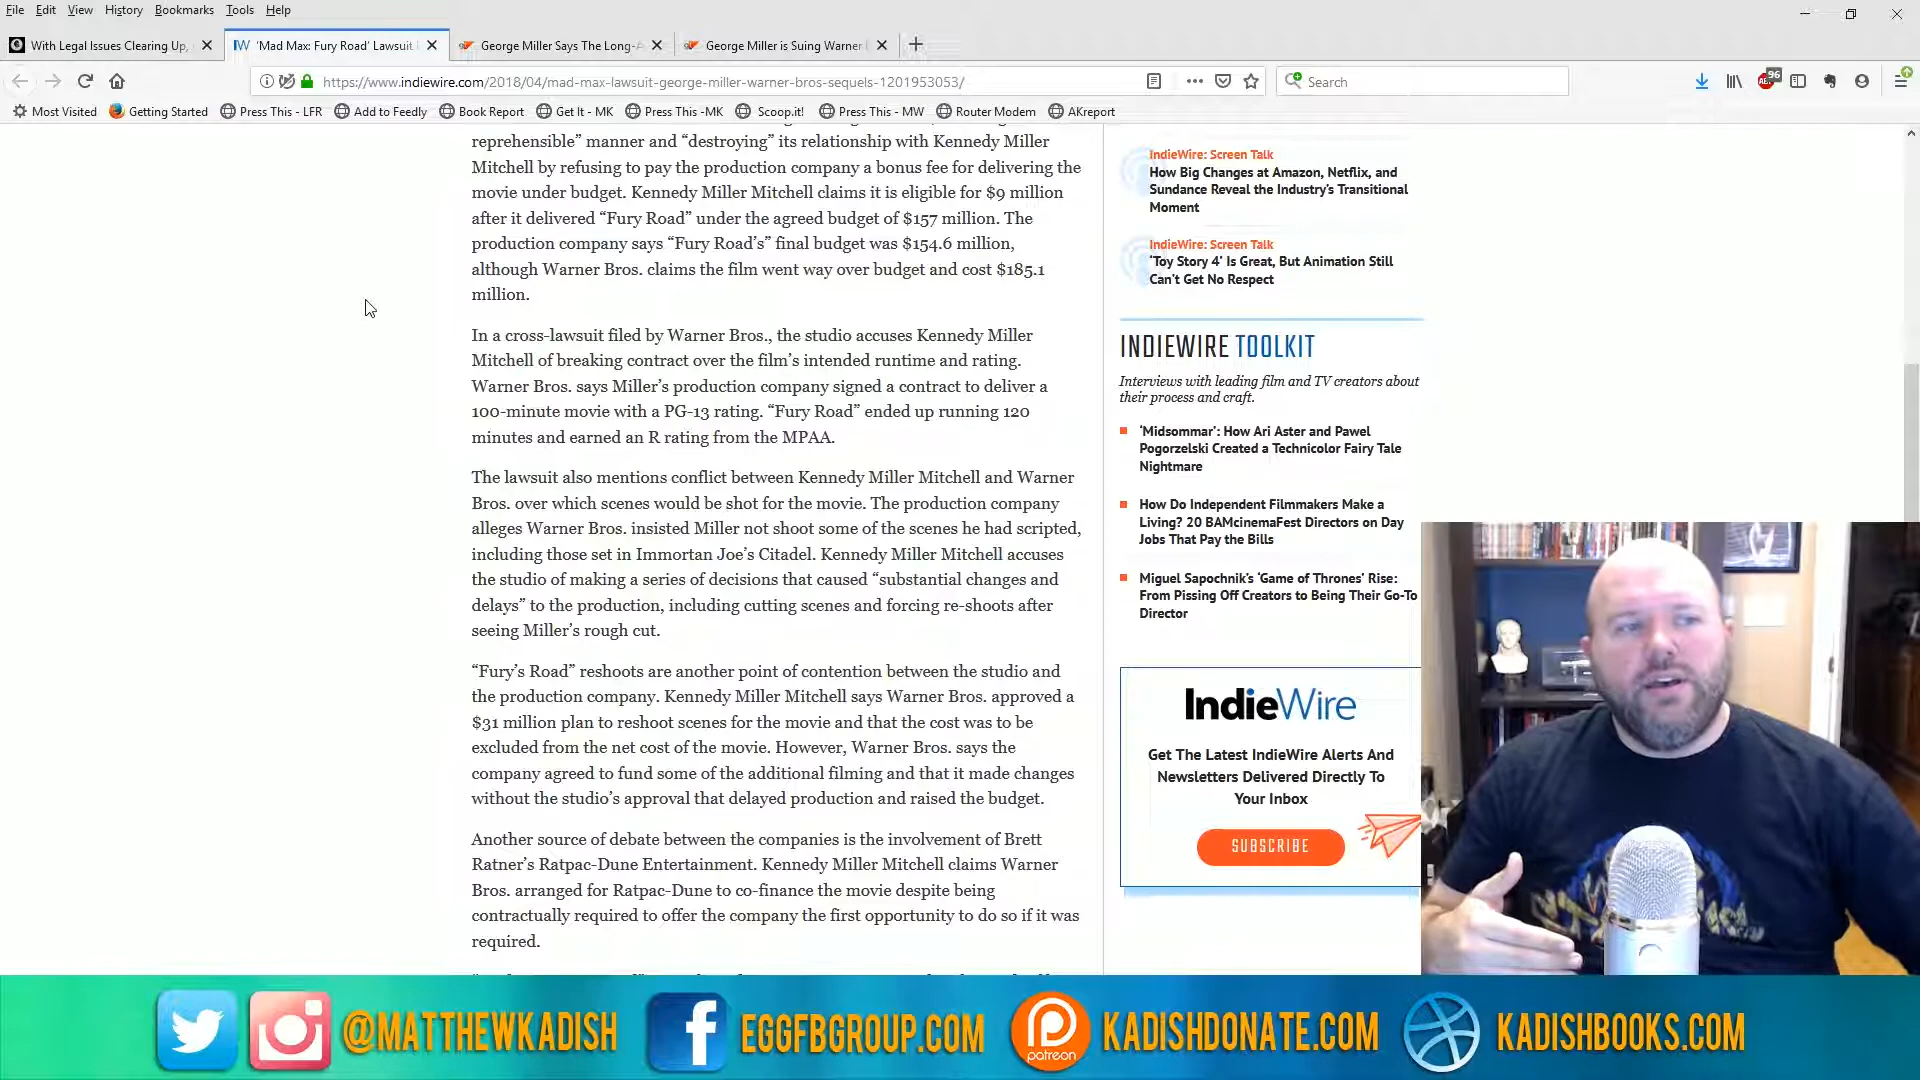 File Edit View History Bookmarks Tools Help
With Legal Issues Clearing Up,
'Mad Max: Fury Road' Lawsuit
George Miller Says The Long-A
George Miller is Suing Warner
https://www.indiewire.com/2018/04/mad-max-lawsuit-george-miller-warner-bros-sequels-1201953053/
Search
96
Most Visited Getting Started Press This - LFR Add to Feedly Book Report Get It - MK Press This -MK Scoop.it! Press This - MW Router Modem AKreport
reprehensible” manner and “destroying” its relationship with Kennedy Miller
Mitchell by refusing to pay the production company a bonus fee for delivering the
movie under budget. Kennedy Miller Mitchell claims it is eligible for $9 million
after it delivered “Fury Road” under the agreed budget of $157 million. The
production company says “Fury Road’s” final budget was $154.6 million,
although Warner Bros. claims the film went way over budget and cost $185.1
million.
In a cross-lawsuit filed by Warner Bros., the studio accuses Kennedy Miller
Mitchell of breaking contract over the film’s intended runtime and rating.
Warner Bros. says Miller’s production company signed a contract to deliver a
100-minute movie with a PG-13 rating. “Fury Road” ended up running 120
minutes and earned an R rating from the MPAA.
The lawsuit also mentions conflict between Kennedy Miller Mitchell and Warner
Bros. over which scenes would be shot for the movie. The production company
alleges Warner Bros. insisted Miller not shoot some of the scenes he had scripted,
including those set in Immortan Joe’s Citadel. Kennedy Miller Mitchell accuses
the studio of making a series of decisions that caused “substantial changes and
delays” to the production, including cutting scenes and forcing re-shoots after
seeing Miller’s rough cut.
“Fury’s Road” reshoots are another point of contention between the studio and
the production company. Kennedy Miller Mitchell says Warner Bros. approved a
$31 million plan to reshoot scenes for the movie and that the cost was to be
excluded from the net cost of the movie. However, Warner Bros. says the
company agreed to fund some of the additional filming and that it made changes
without the studio’s approval that delayed production and raised the budget.
Another source of debate between the companies is the involvement of Brett
Ratner’s Ratpac-Dune Entertainment. Kennedy Miller Mitchell claims Warner
Bros. arranged for Ratpac-Dune to co-finance the movie despite being
contractually required to offer the company the first opportunity to do so if it was
required.
IndieWire: Screen Talk
How Big Changes at Amazon, Netflix, and
Sundance Reveal the Industry’s Transitional
Moment
IndieWire: Screen Talk
‘Toy Story 4’ Is Great, But Animation Still
Can’t Get No Respect
INDIEWIRE TOOLKIT
Interviews with leading film and TV creators about
their process and craft.
‘Midsommar’: How Ari Aster and Pawel
Pogorzelski Created a Technicolor Fairy Tale
Nightmare
How Do Independent Filmmakers Make a
Living? 20 BAMcinemaFest Directors on Day
Jobs That Pay the Bills
Miguel Sapochnik’s ‘Game of Thrones’ Rise:
From Pissing Off Creators to Being Their Go-To
Director
IndieWire
Get The Latest IndieWire Alerts And
Newsletters Delivered Directly To
Your Inbox
SUBSCRIBE
@MATTHEWKADISH
EGGFBGROUP.COM
patreon
KADISHDONATE.COM
KADISHBOOKS.COM